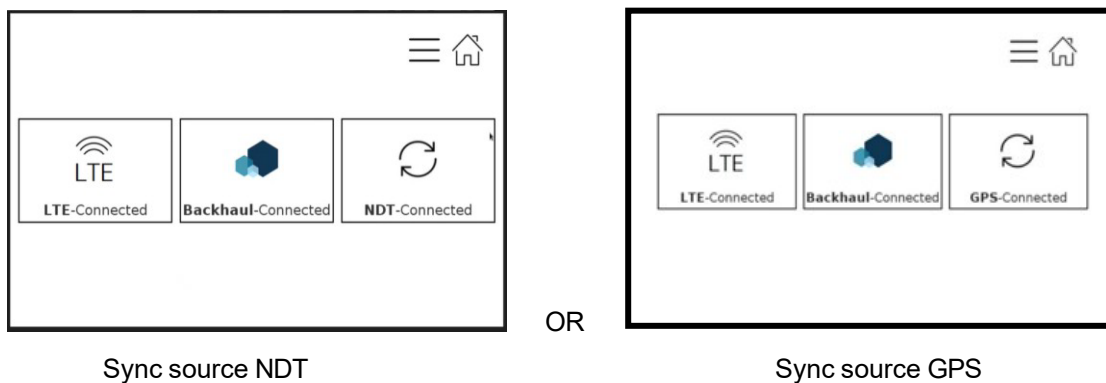 LTE
LTE-Connected
Backhaul-Connected
NDT-Connected
OR
LTE
LTE-Connected
Backhaul-Connected
GPS-Connected
Sync source NDT
Sync source GPS